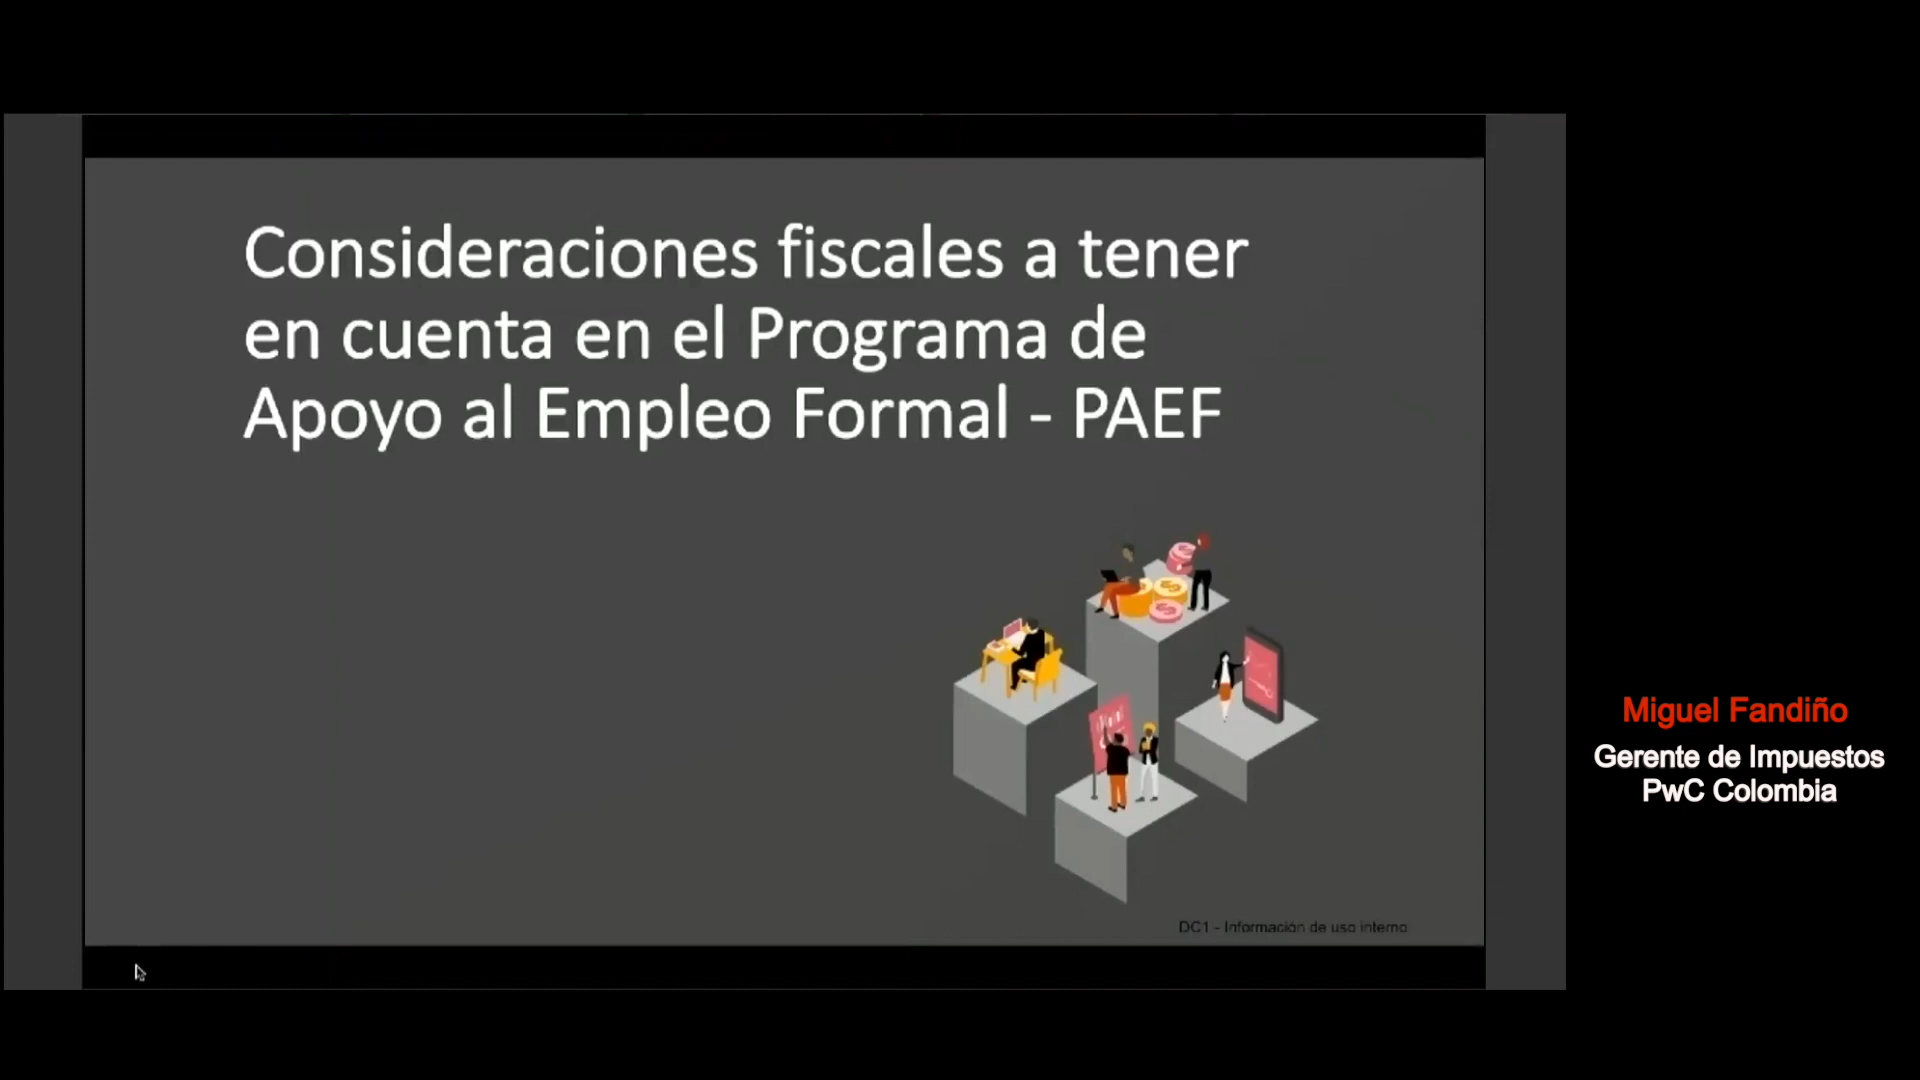 Consideraciones fiscales a tener
en cuenta en el Programa de
Apoyo al Empleo Formal - PAEF
DC1 - Información de uso interno
Miguel Fandiño
Gerente de Impuestos
PwC Colombia